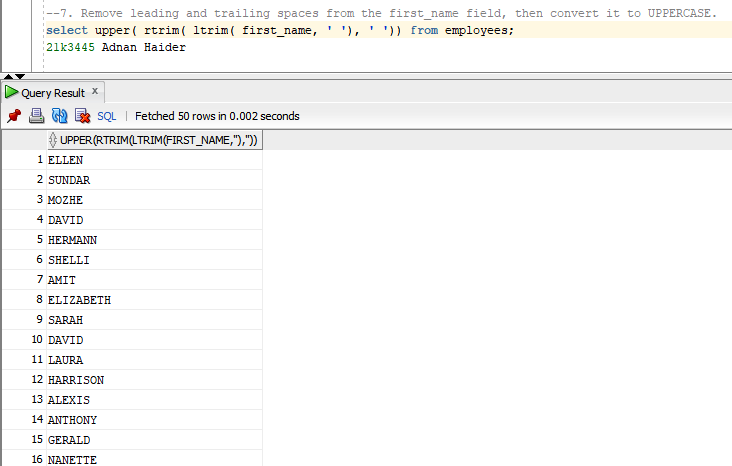 --7. Remove leading and trailing spaces from the first_name field, then convert it to UPPERCASE.
select upper( rtrim( ltrim( first_name, ' '), ' ')) from employees;
21k3445 Adnan Haider
Query Result x
SQL | Fetched 50 rows in 0.002 seconds
UPPER(RTRIM(LTRIM(FIRST_NAME,''),''))
1 ELLEN
2 SUNDAR
3 MOZHE
4 DAVID
5 HERMANN
6 SHELLI
7 AMIT
8 ELIZABETH
9 SARAH
10 DAVID
11 LAURA
12 HARRISON
13 ALEXIS
14 ANTHONY
15 GERALD
16 NANETTE